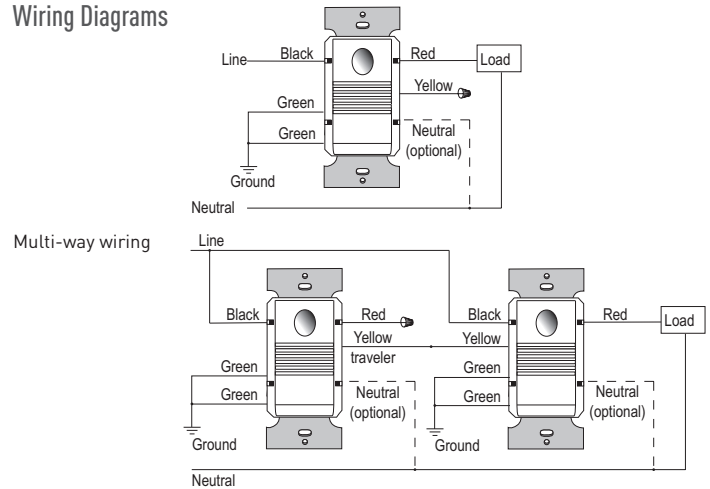 Wiring Diagrams
Line
Black
Red
Load
Yellow
Green
Green
Neutral
(optional)
Ground
Neutral
Multi-way wiring
Line
Black
Red
Black
Red
Load
Yellow
traveler
Yellow
Green
Green
Green
Green
Neutral
(optional)
Neutral
(optional)
Ground
Ground
Neutral